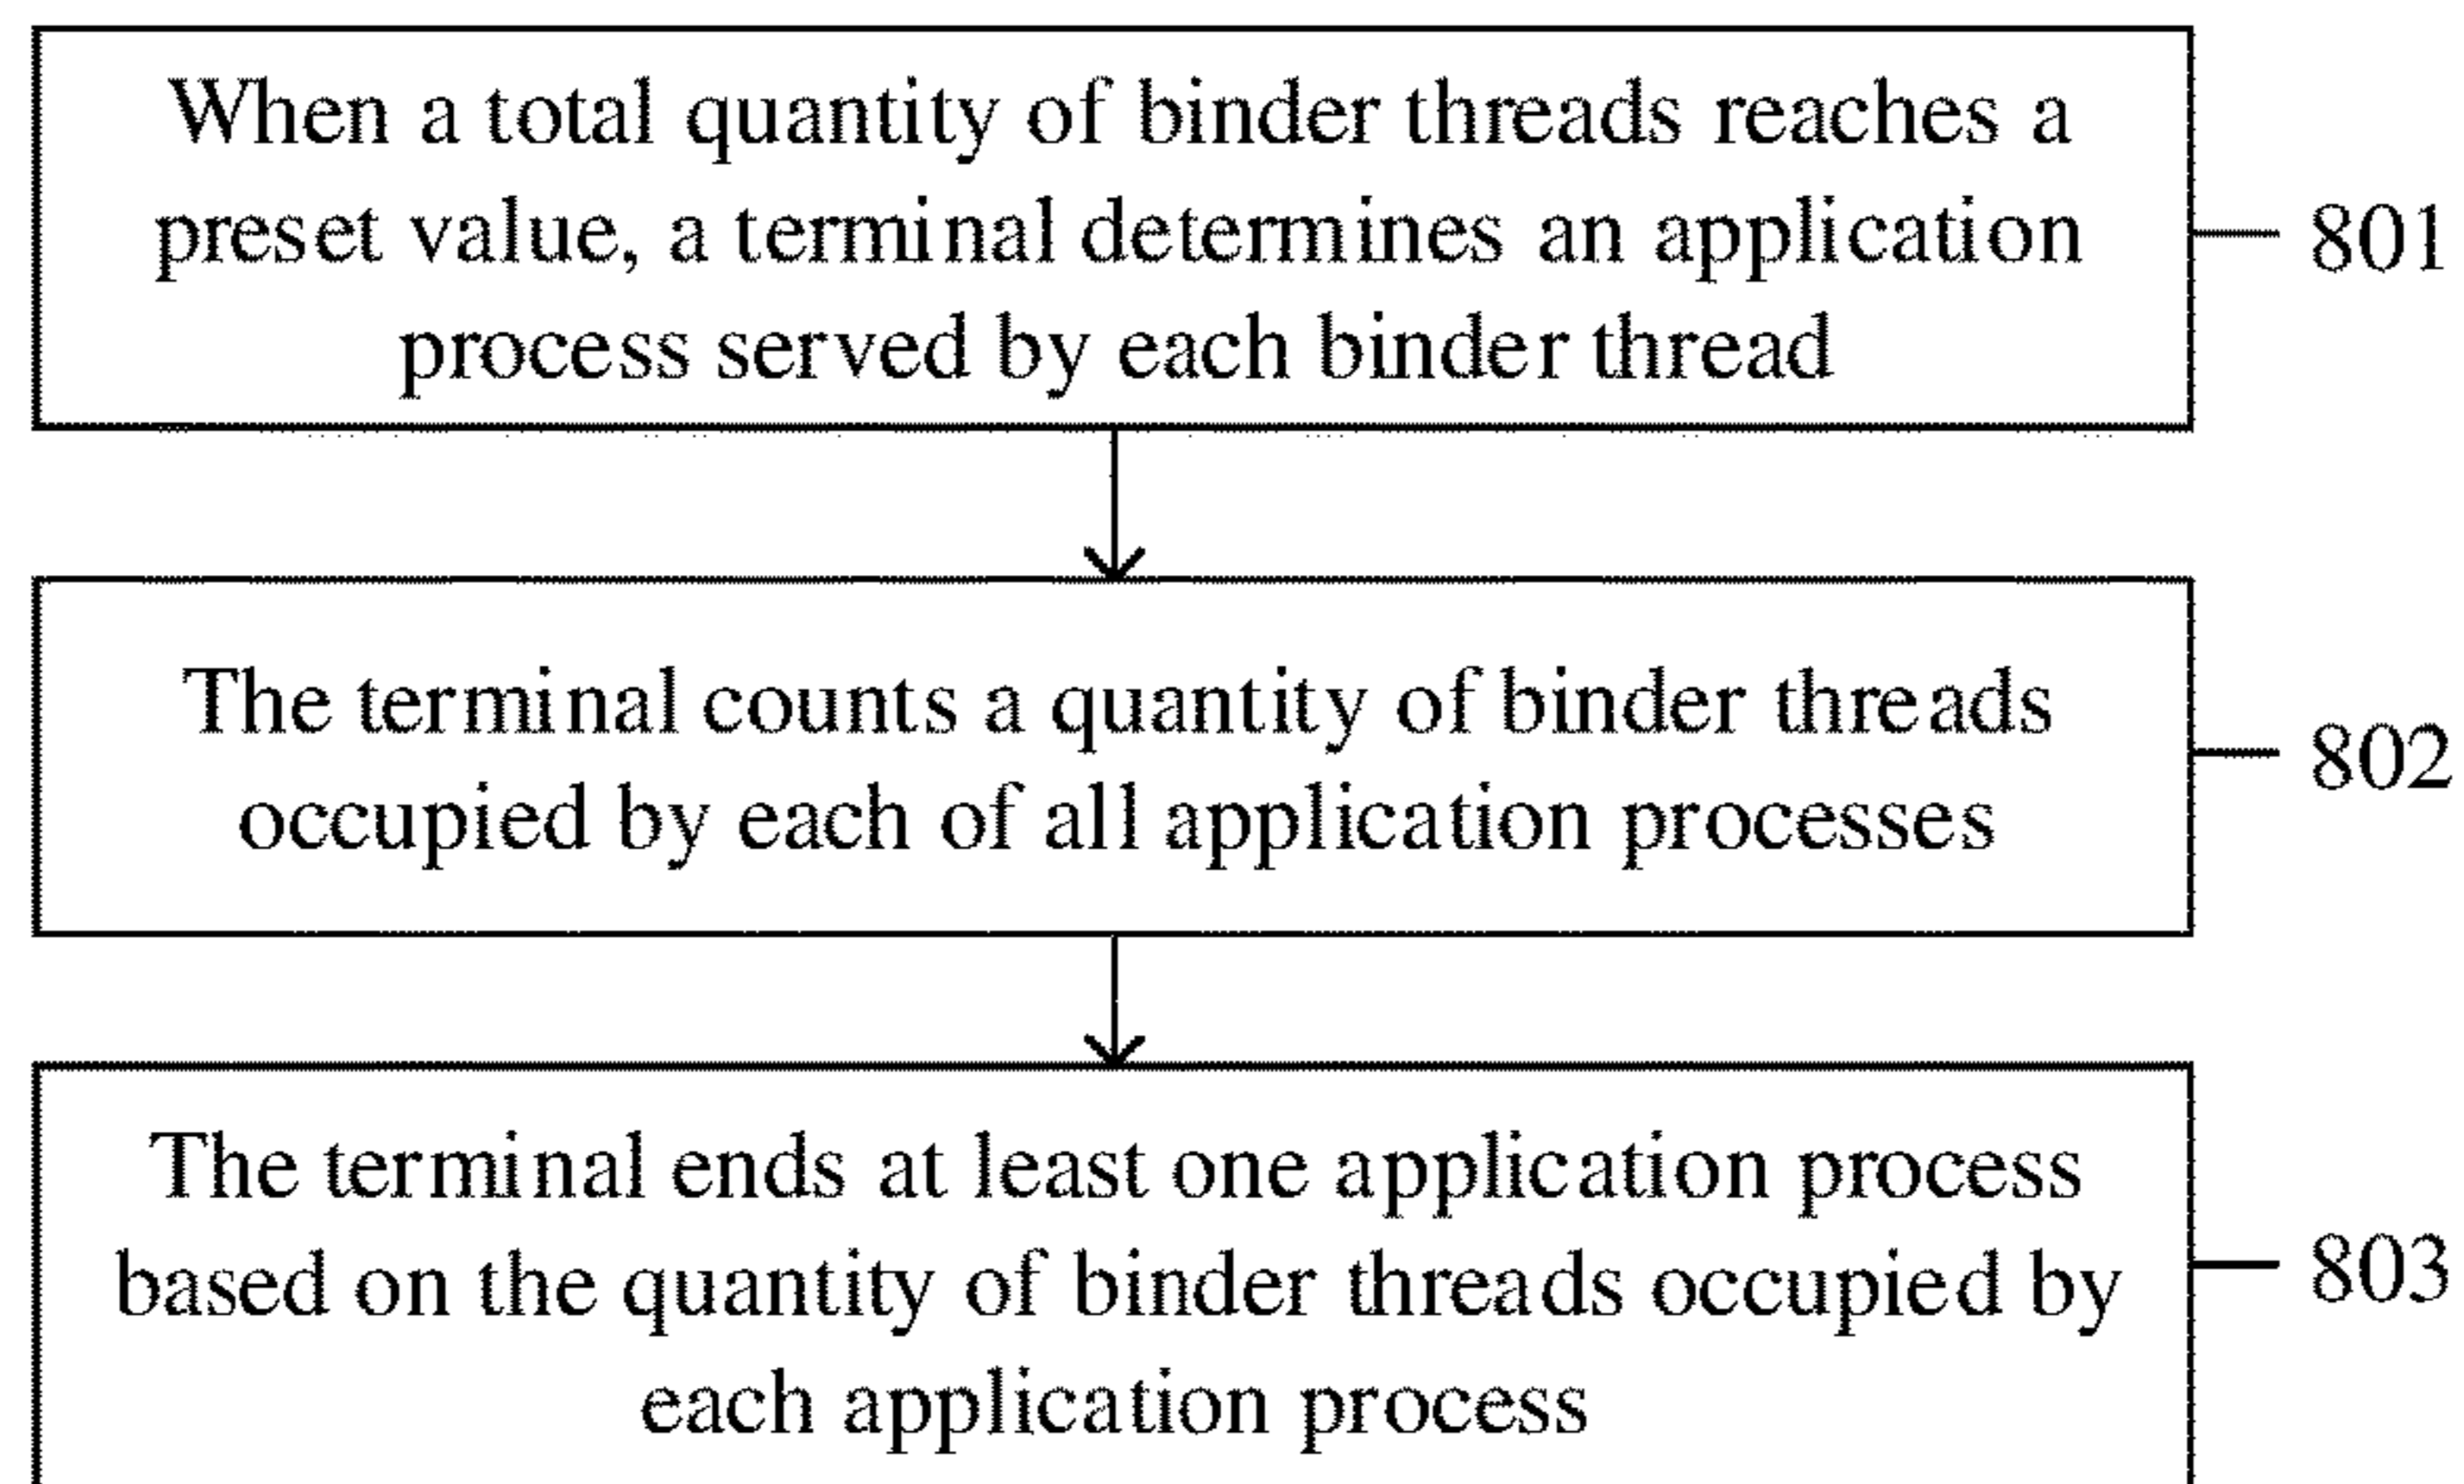 When a total quantity of binder threads reaches a
preset value, a terminal determines an application
process served by each binder thread
801
The terminal counts a quantity of binder threads
occupied by each of all application processes
802
The terminal ends at least one application process
based on the quantity of binder threads occupied by
each application process
803